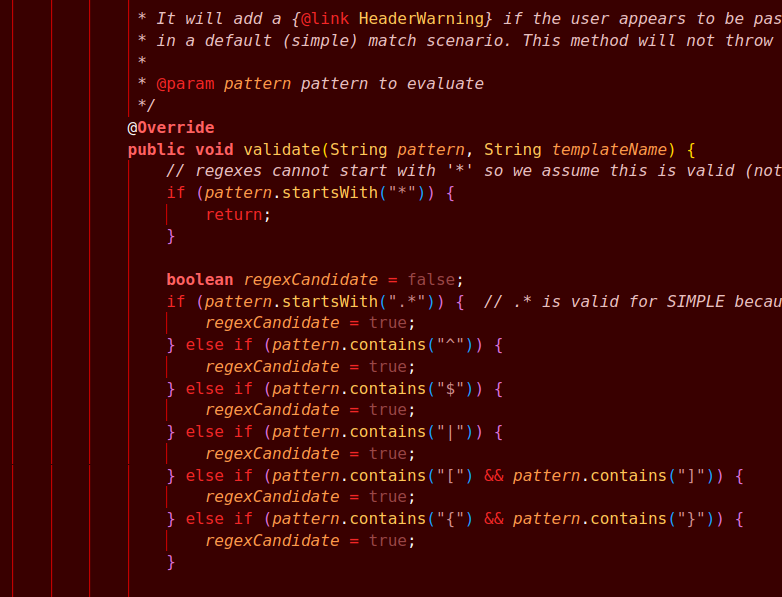 * It will add a {@link HeaderWarning} if the user appears to be pas
* in a default (simple) match scenario. This method will not throw
*
* @param pattern pattern to evaluate
*/
@Override
public void validate(String pattern, String templateName) {
// regexes cannot start with '*' so we assume this is valid (not
if (pattern.startsWith("*")) {
return;
}
boolean regexCandidate = false;
if (pattern.startsWith(".*")) {  // .* is valid for SIMPLE becau
regexCandidate = true;
} else if (pattern.contains("^")) {
regexCandidate = true;
} else if (pattern.contains("$")) {
regexCandidate = true;
} else if (pattern.contains("|")) {
regexCandidate = true;
} else if (pattern.contains("[") && pattern.contains("]")) {
regexCandidate = true;
} else if (pattern.contains("{") && pattern.contains("}")) {
regexCandidate = true;
}